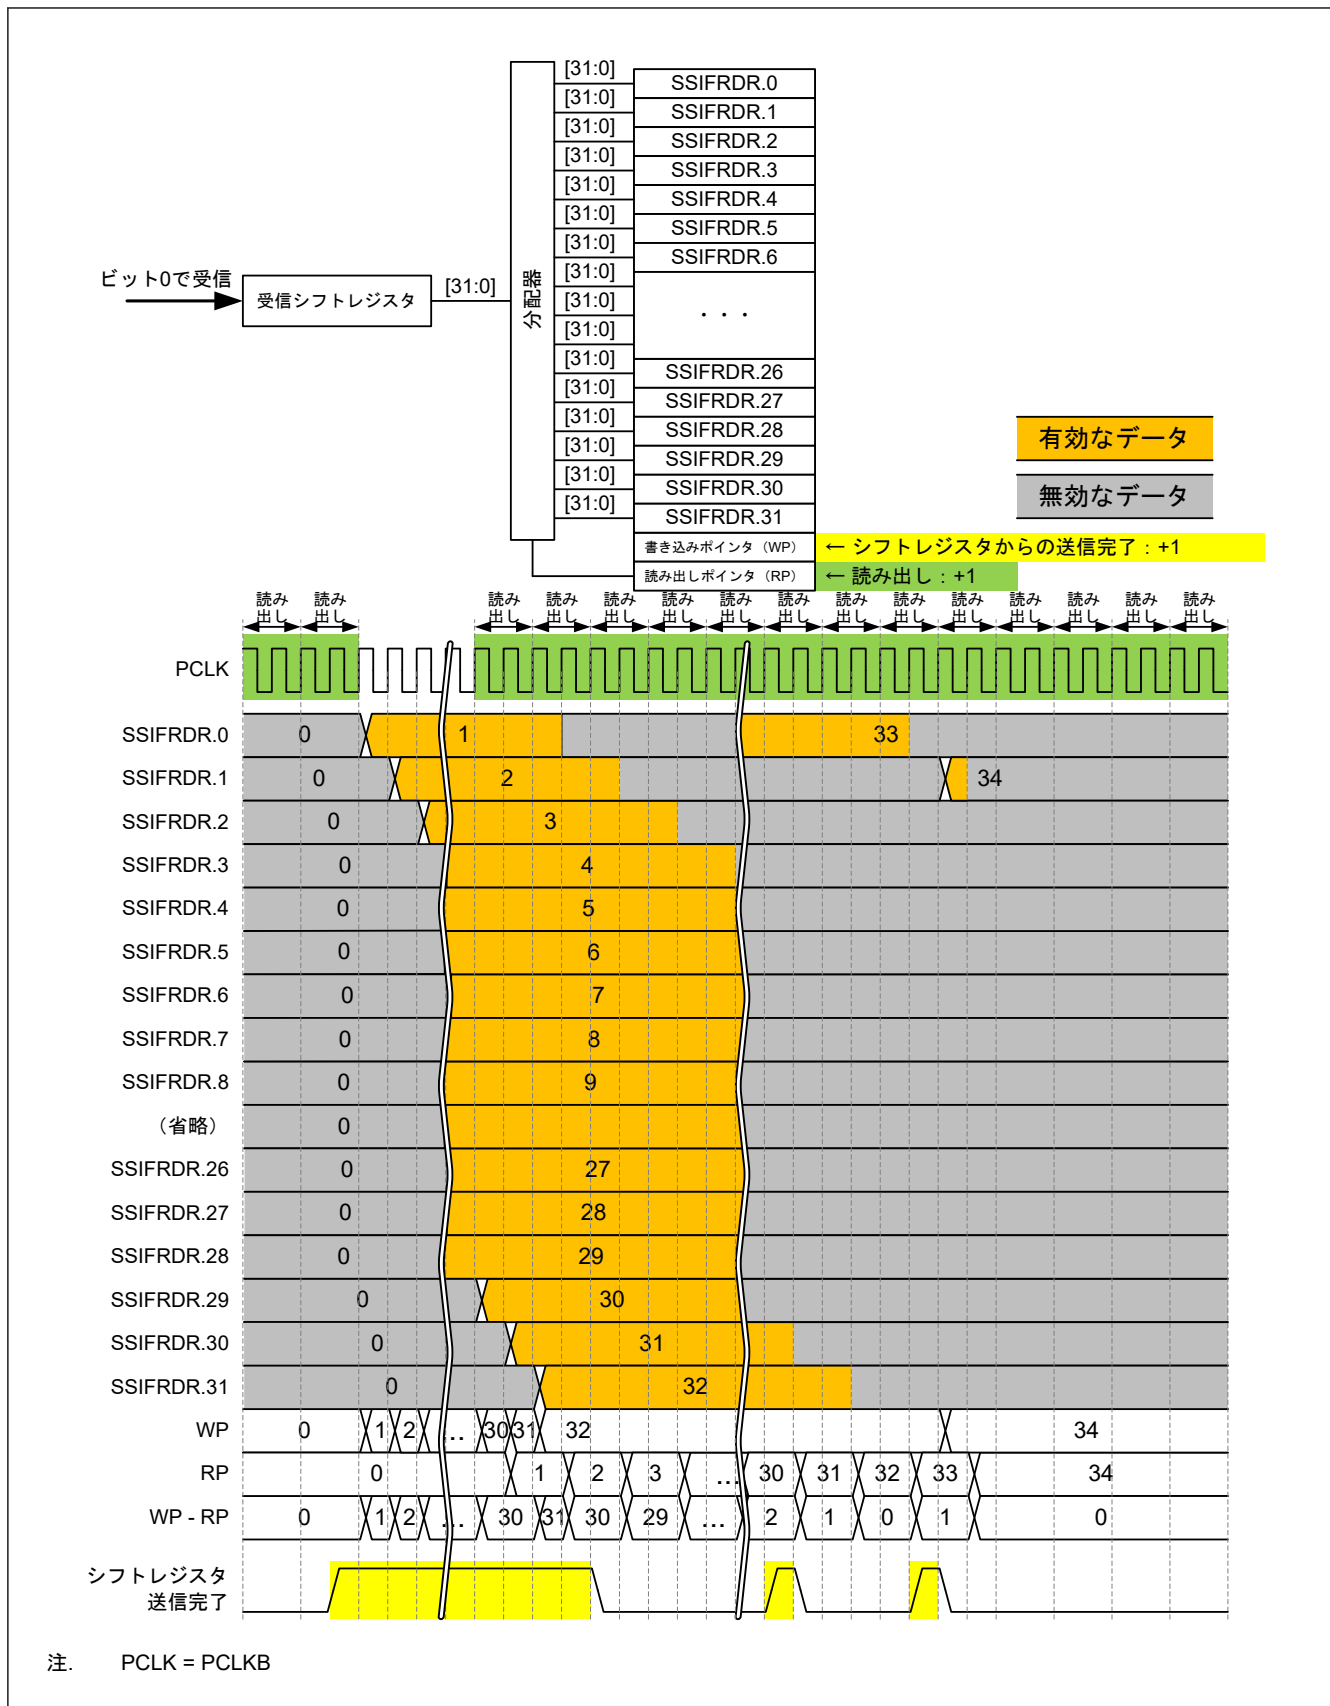 [31:0]
SSIFRDR.0
[31:0]
SSIFRDR.1
[31:0]
SSIFRDR.2
[31:0]
SSIFRDR.3
[31:0]
SSIFRDR.4
[31:0]
SSIFRDR.5
[31:0]
SSIFRDR.6
[31:0]
[31:0]
[31:0]
・・・
[31:0]
SSIFRDR.26
[31:0]
SSIFRDR.27
[31:0]
SSIFRDR.28
[31:0]
SSIFRDR.29
[31:0]
SSIFRDR.30
[31:0]
SSIFRDR.31
ビット0で受信
受信シフトレジスタ
[31:0]
分配器
有効なデータ
無効なデータ
書き込みポインタ（WP）
← シフトレジスタからの送信完了：+1
読み出しポインタ（RP）
← 読み出し：+1
読み出し 読み出し 読み出し 読み出し 読み出し 読み出し 読み出し 読み出し 読み出し 読み出し 読み出し 読み出し 読み出し 読み出し 読み出し
PCLK
SSIFRDR.0 0 1 33
SSIFRDR.1 0 2 34
SSIFRDR.2 0 3
SSIFRDR.3 0 4
SSIFRDR.4 0 5
SSIFRDR.5 0 6
SSIFRDR.6 0 7
SSIFRDR.7 0 8
SSIFRDR.8 0 9
（省略） 0
SSIFRDR.26 0 27
SSIFRDR.27 0 28
SSIFRDR.28 0 29
SSIFRDR.29 0 30
SSIFRDR.30 0 31
SSIFRDR.31 0 32
WP 0 1 2 ... 30 31 32 34
RP 0 1 2 3 ... 30 31 32 33 34
WP - RP 0 1 2 ... 30 31 30 29 ... 2 1 0 1 0
シフトレジスタ
送信完了
注. PCLK = PCLKB